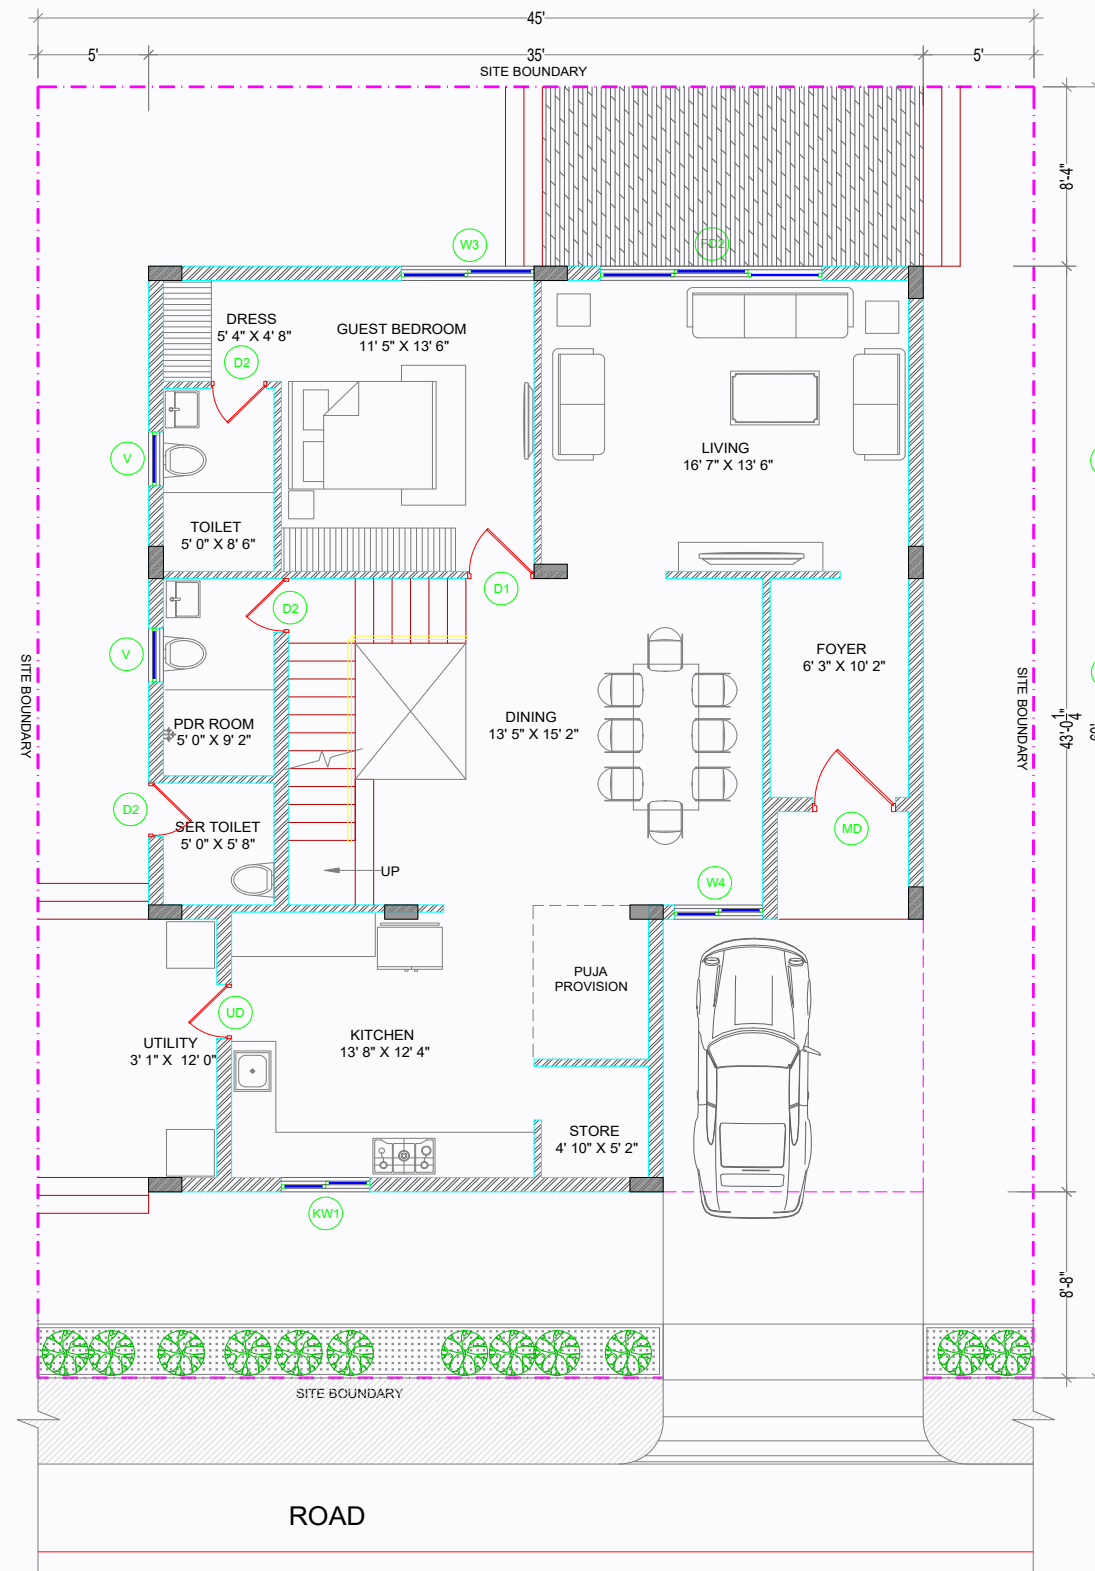 45'
5'
35'
5'
SITE BOUNDARY
8'-4"
W3
FD2
DRESS
5' 4" X 4' 8"
D2
GUEST BEDROOM
11' 5" X 13' 6"
LIVING
16' 7" X 13' 6"
V
TOILET
5' 0" X 8' 6"
D1
D2
V
FOYER
6' 3" X 10' 2"
SITE BOUNDARY
SITE BOUNDARY
43'-0 1/4"
PDR ROOM
5' 0" X 9' 2"
DINING
13' 5" X 15' 2"
D2
SER TOILET
5' 0" X 5' 8"
MD
UP
W4
PUJA
PROVISION
UD
UTILITY
3' 1" X 12' 0"
KITCHEN
13' 8" X 12' 4"
STORE
4' 10" X 5' 2"
KW1
8'-8"
SITE BOUNDARY
ROAD